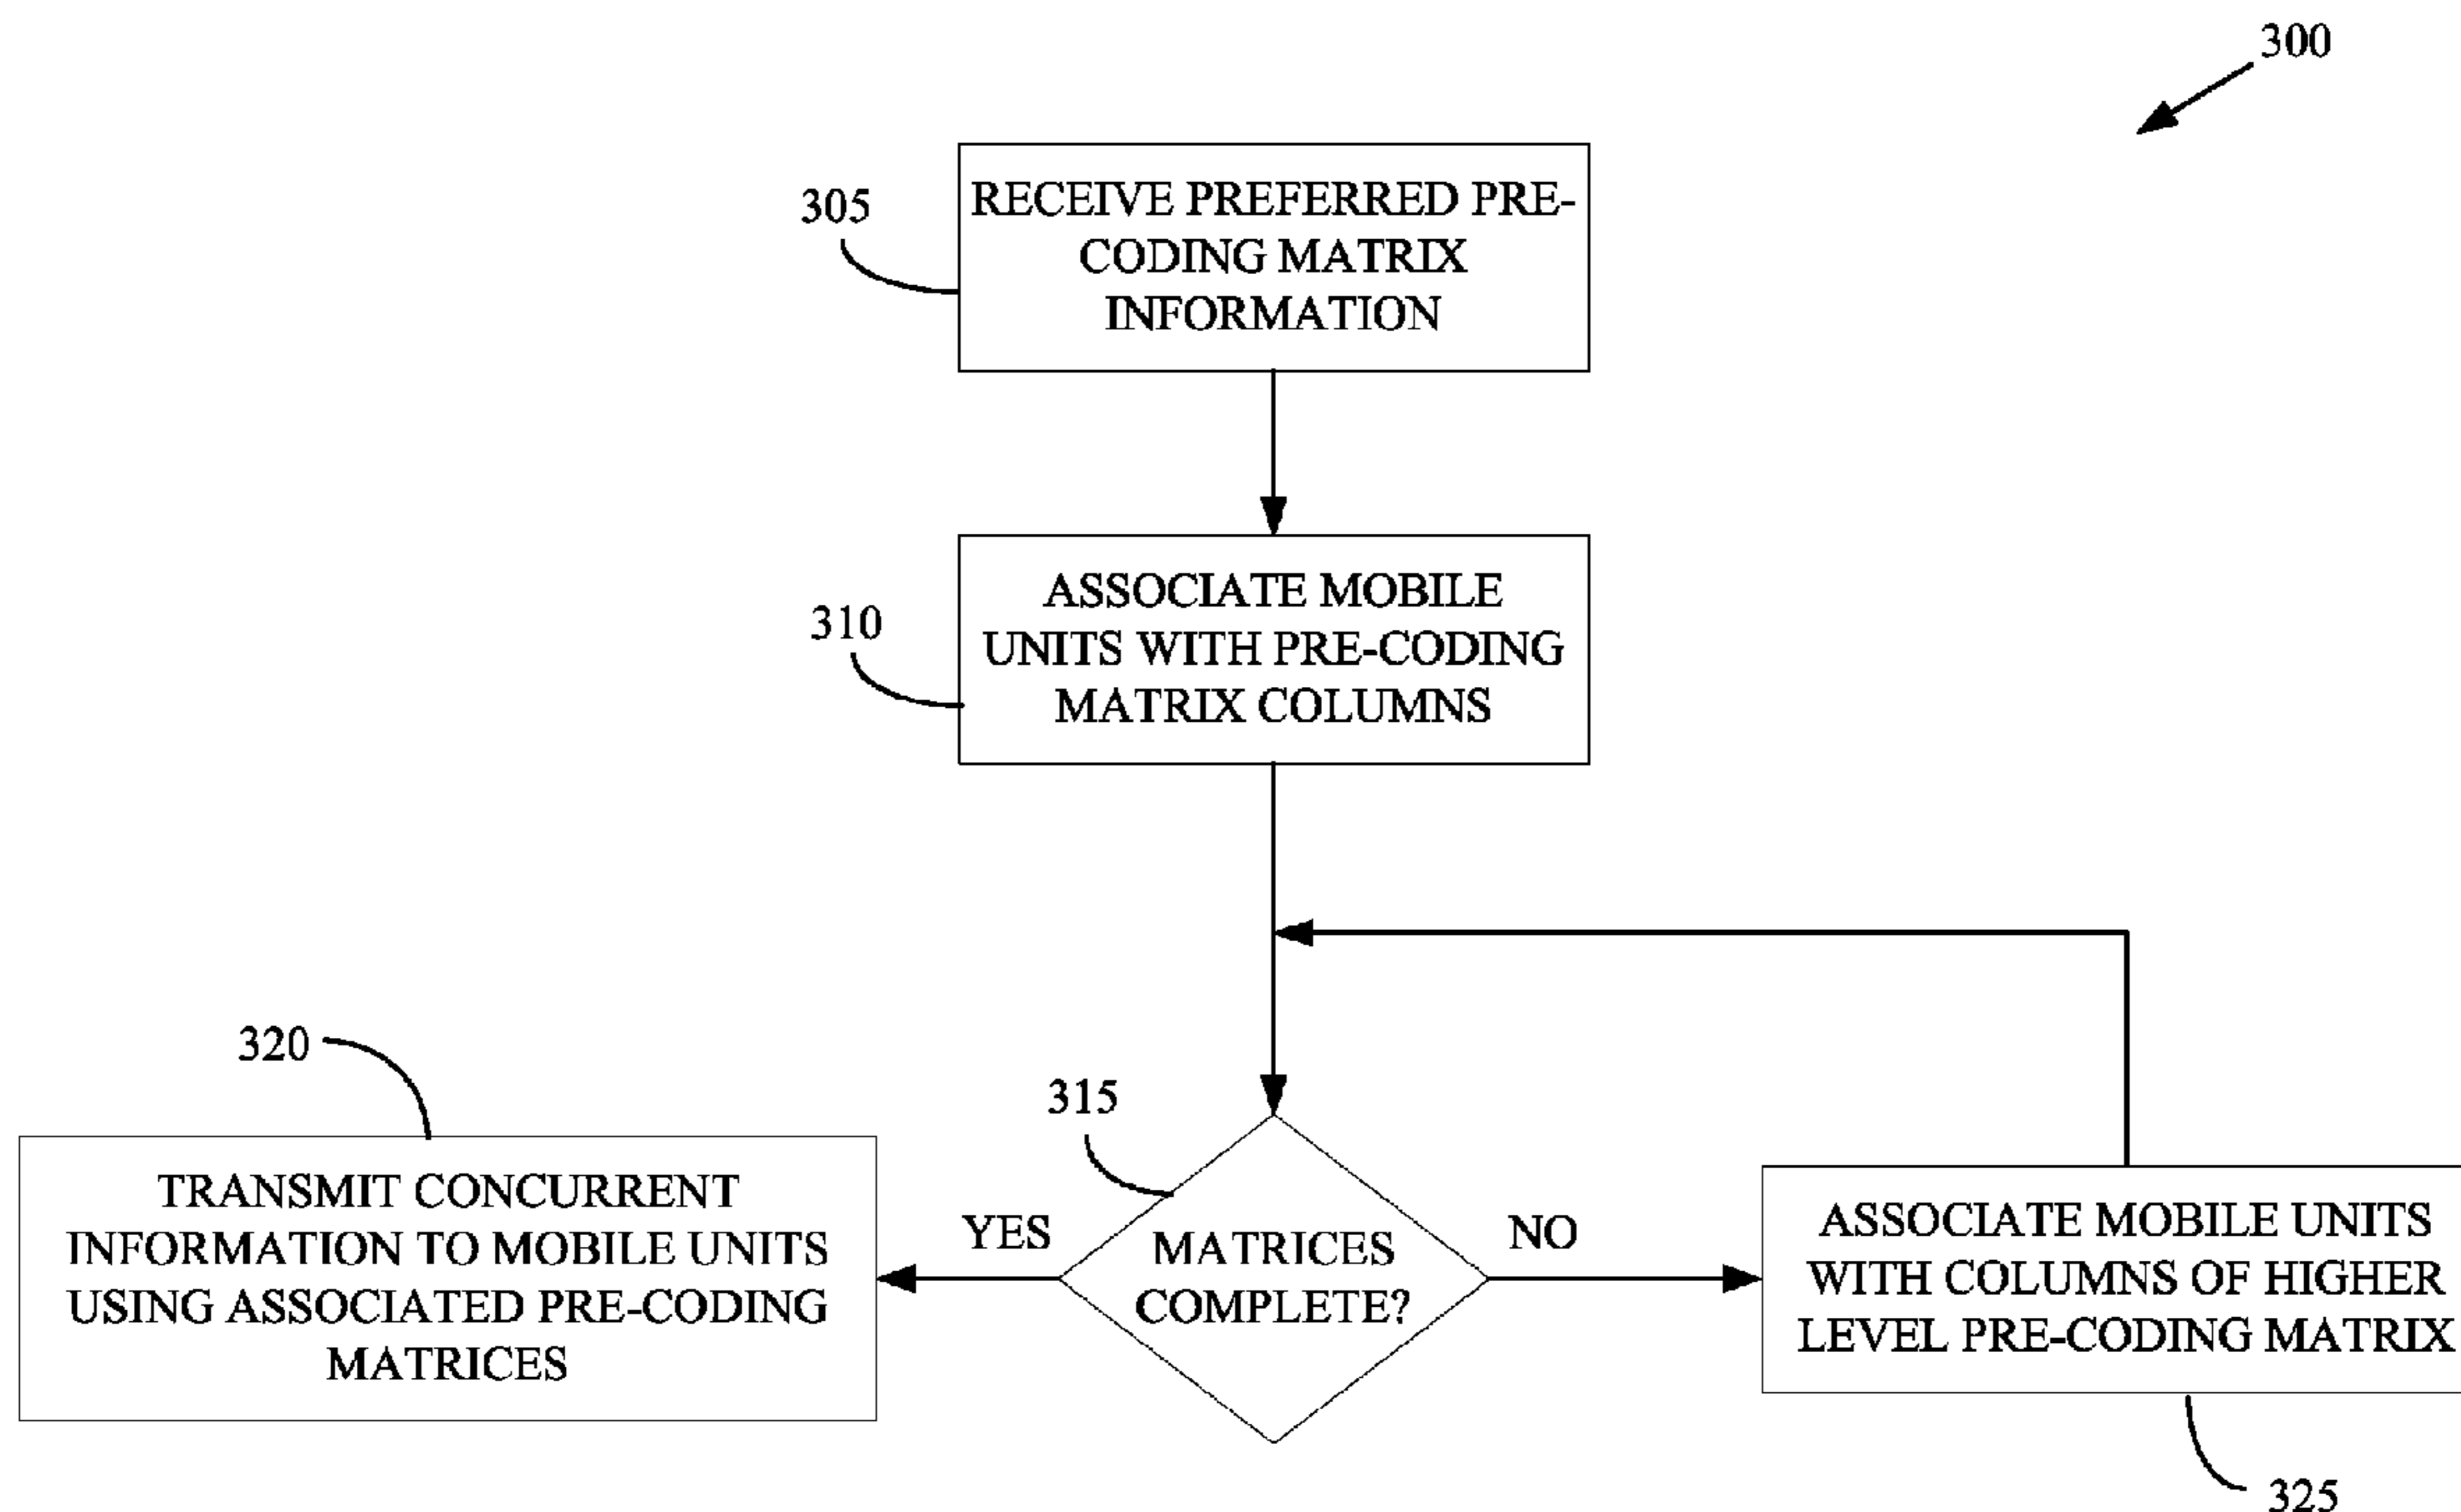 300
305
RECEIVE PREFERRED PRE-
CODING MATRIX
INFORMATION
310
ASSOCIATE MOBILE
UNITS WITH PRE-CODING
MATRIX COLUMNS
320
315
TRANSMIT CONCURRENT
INFORMATION TO MOBILE UNITS
USING ASSOCIATED PRE-CODING
MATRICES
YES
MATRICES
COMPLETE?
NO
ASSOCIATE MOBILE UNITS
WITH COLUMNS OF HIGHER
LEVEL PRE-CODING MATRIX
325